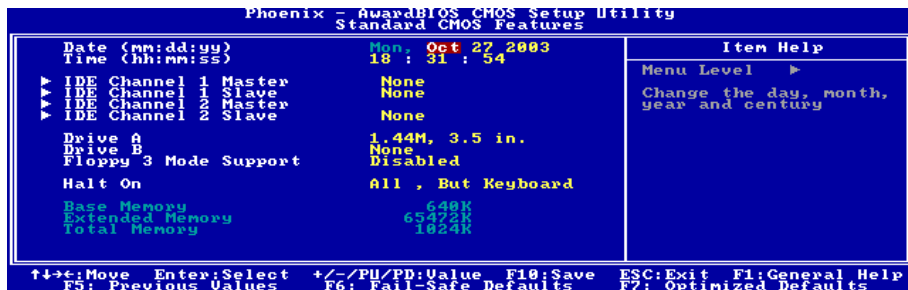 Phoenix - AwardBIOS CMOS Setup Utility
Standard CMOS Features
Date (mm:dd:yy) Mon, Oct 27 2003
Time (hh:mm:ss) 18 : 31 : 54
► IDE Channel 1 Master None
► IDE Channel 1 Slave None
► IDE Channel 2 Master
► IDE Channel 2 Slave None
Drive A 1.44M, 3.5 in.
Drive B None
Floppy 3 Mode Support Disabled
Halt On All , But Keyboard
Base Memory 640K
Extended Memory 65472K
Total Memory 1024K
Item Help
Menu Level ►
Change the day, month,
year and century
↑↓→←:Move Enter:Select +/-/PU/PD:Value F10:Save ESC:Exit F1:General Help
F5: Previous Values F6: Fail-Safe Defaults F7: Optimized Defaults